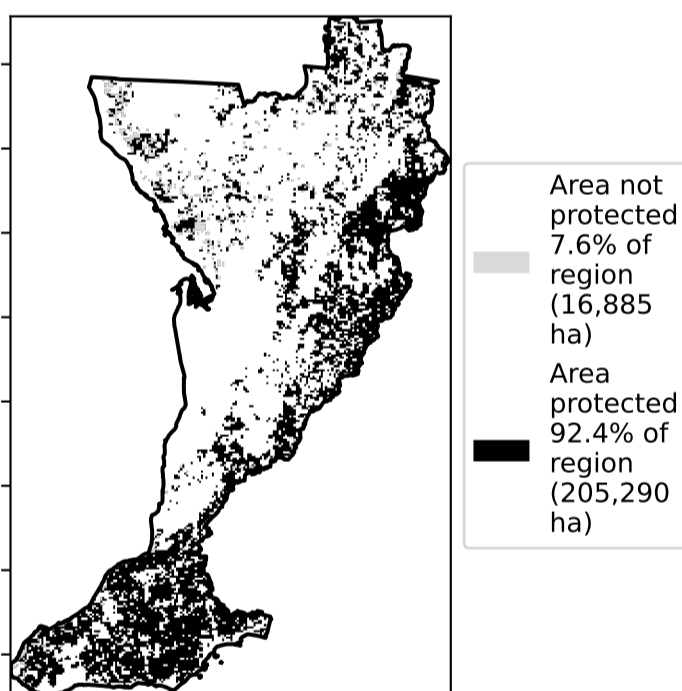 Area not
protected
7.6% of
region
(16,885
ha)
Area
protected
92.4% of
region
(205,290
ha)